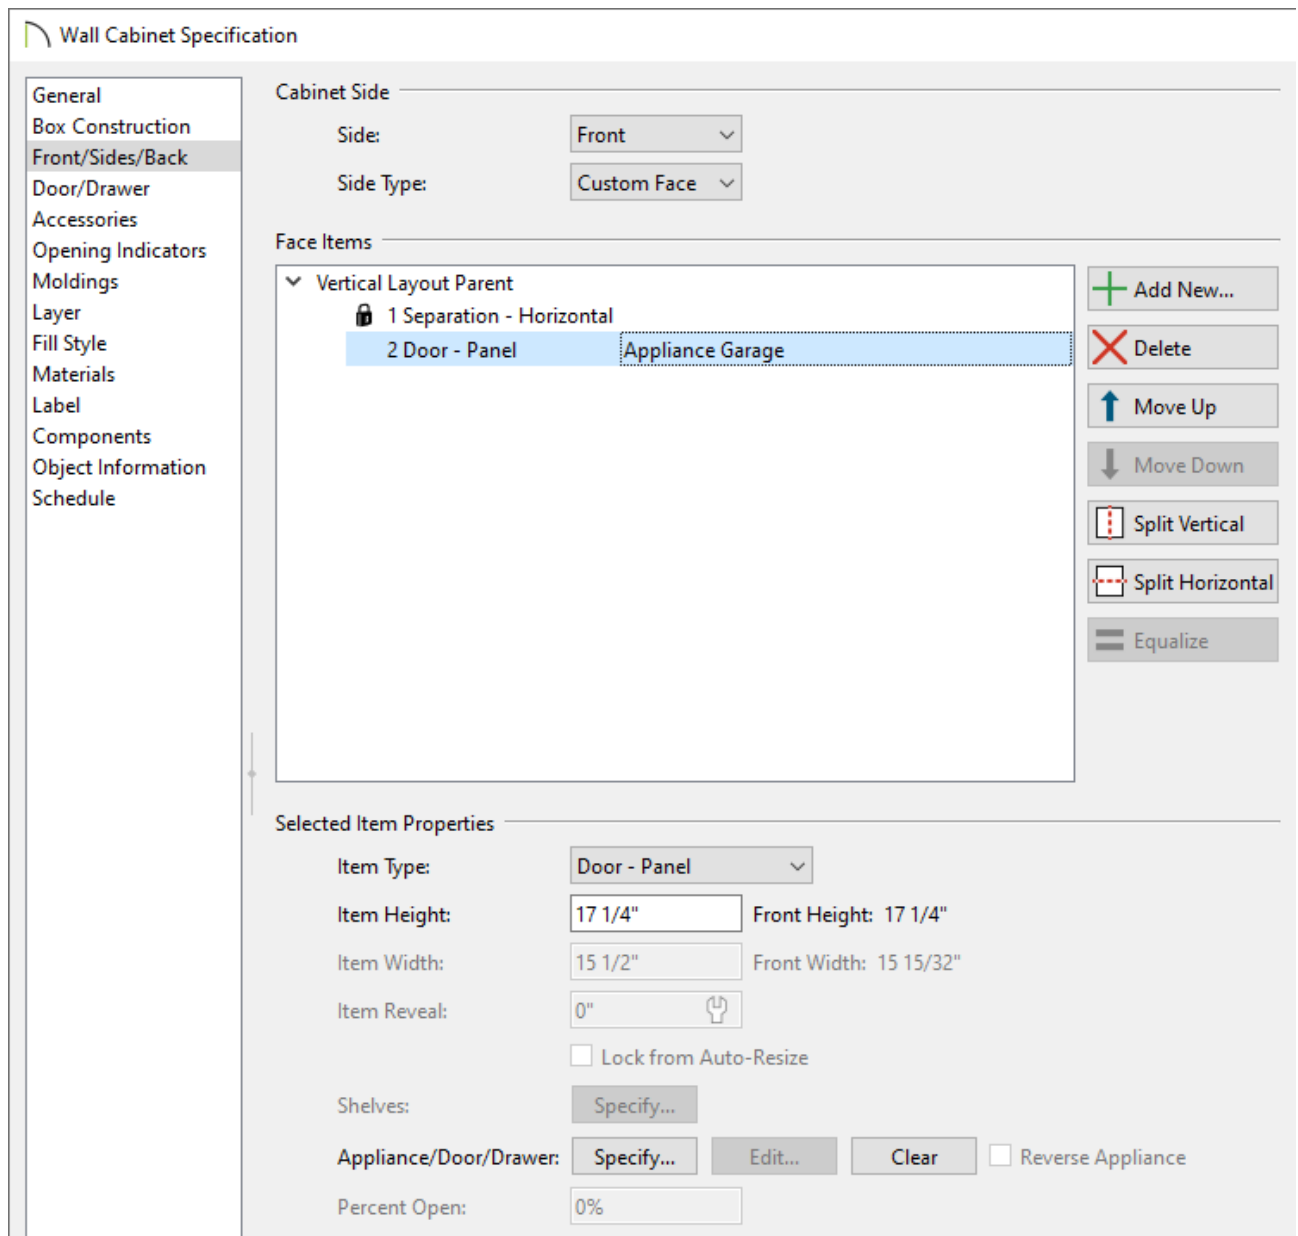 Wall Cabinet Specification
General
Box Construction
Front/Sides/Back
Door/Drawer
Accessories
Opening Indicators
Moldings
Layer
Fill Style
Materials
Label
Components
Object Information
Schedule
Cabinet Side
Side: Front
Side Type: Custom Face
Face Items
Vertical Layout Parent
1 Separation - Horizontal
2 Door - Panel Appliance Garage
Add New...
Delete
Move Up
Move Down
Split Vertical
Split Horizontal
Equalize
Selected Item Properties
Item Type: Door - Panel
Item Height: 17 1/4" Front Height: 17 1/4"
Item Width: 15 1/2" Front Width: 15 15/32"
Item Reveal: 0"
Lock from Auto-Resize
Shelves: Specify...
Appliance/Door/Drawer: Specify... Edit... Clear Reverse Appliance
Percent Open: 0%